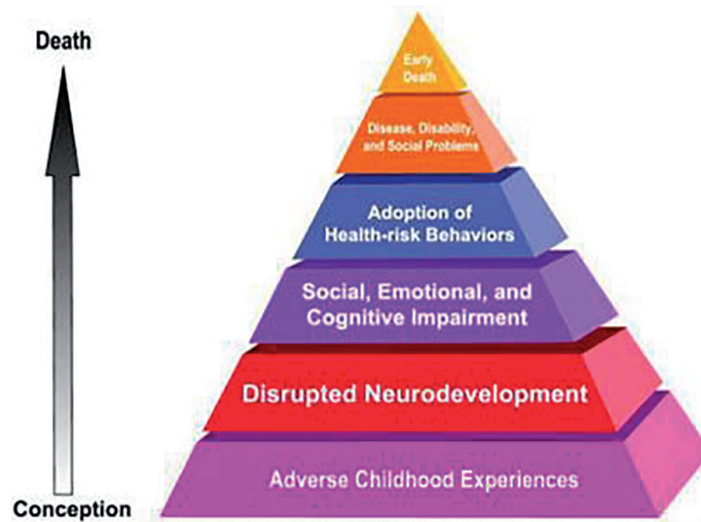 Death
Early
Death
Disease, Disability,
and Social Problems
Adoption of
Health-risk Behaviors
Social, Emotional, and
Cognitive Impairment
Disrupted Neurodevelopment
Adverse Childhood Experiences
Conception